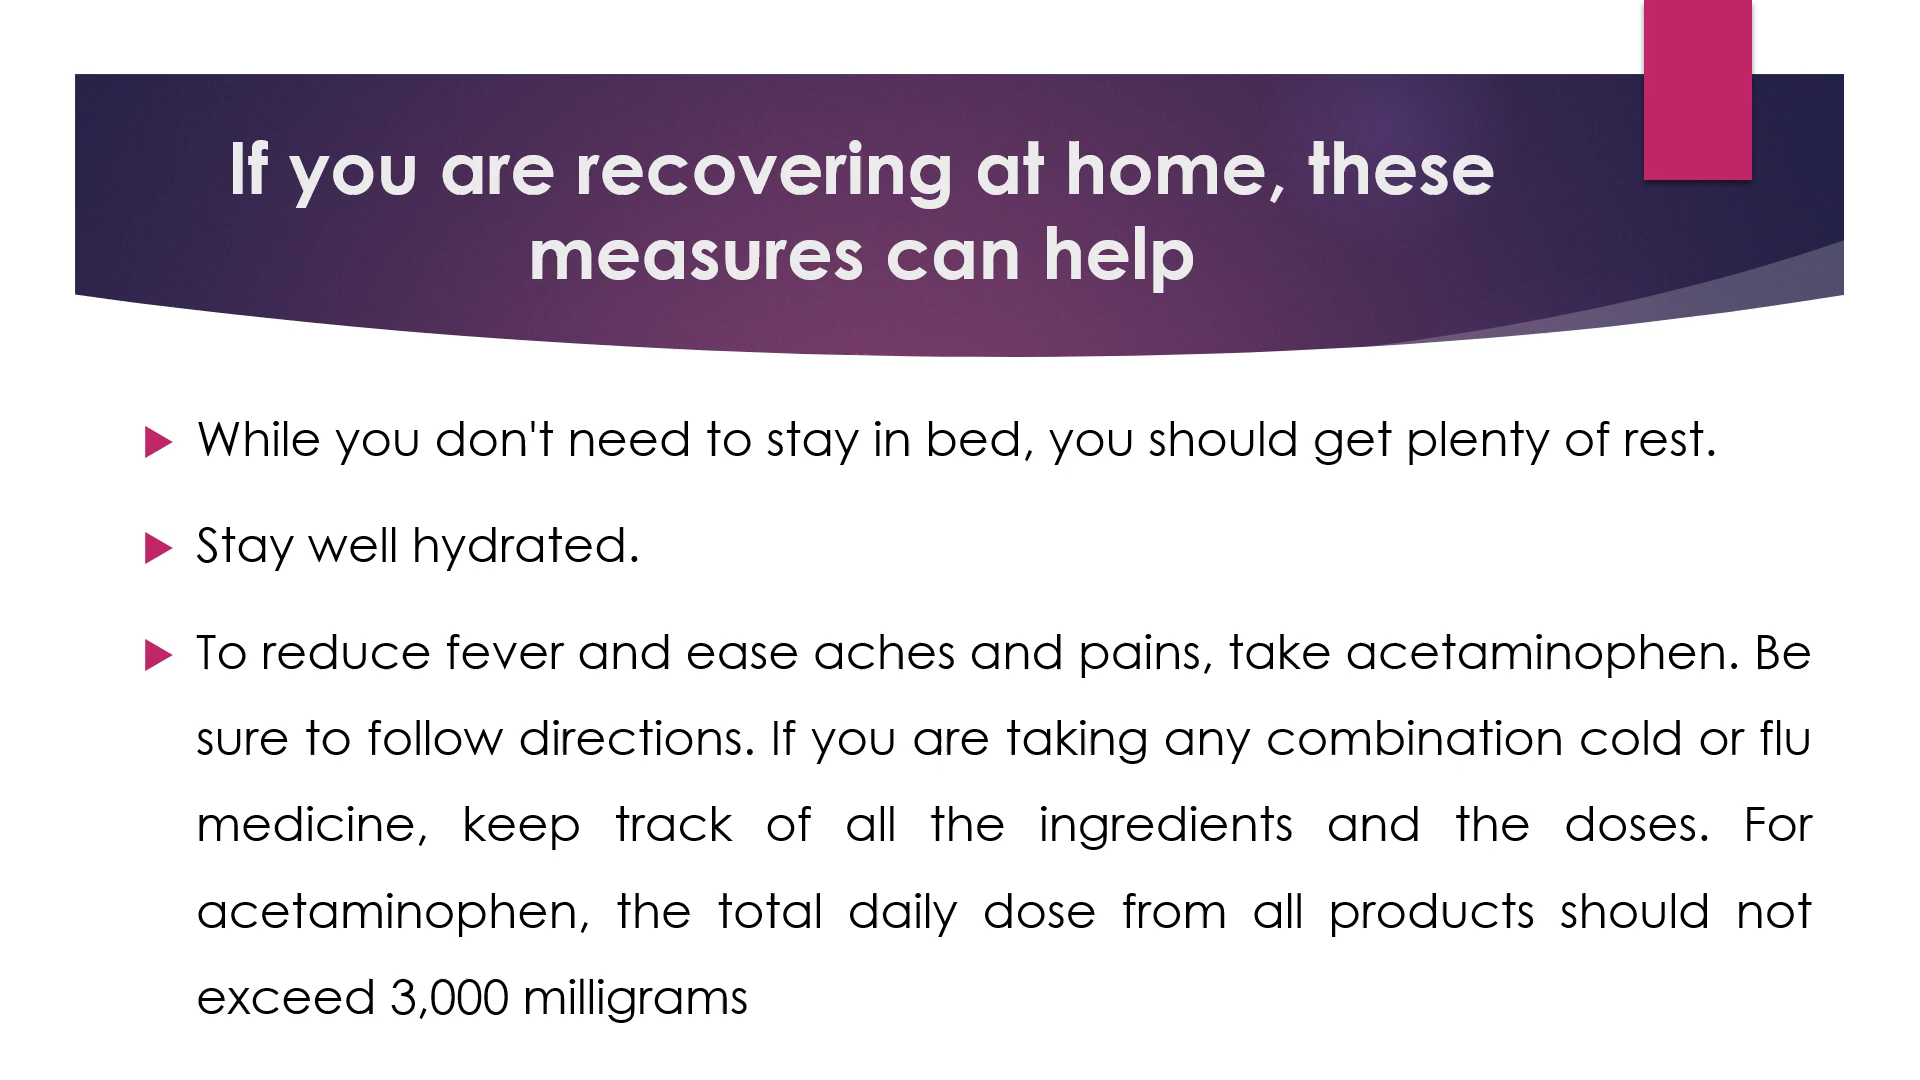 If you are recovering at home, these
measures can help
While you don't need to stay in bed, you should get plenty of rest.
Stay well hydrated.
To reduce fever and ease aches and pains, take acetaminophen. Be
sure to follow directions. If you are taking any combination cold or flu
medicine, keep track of all the ingredients and the doses. For
acetaminophen, the total daily dose from all products should not
exceed 3,000 milligrams